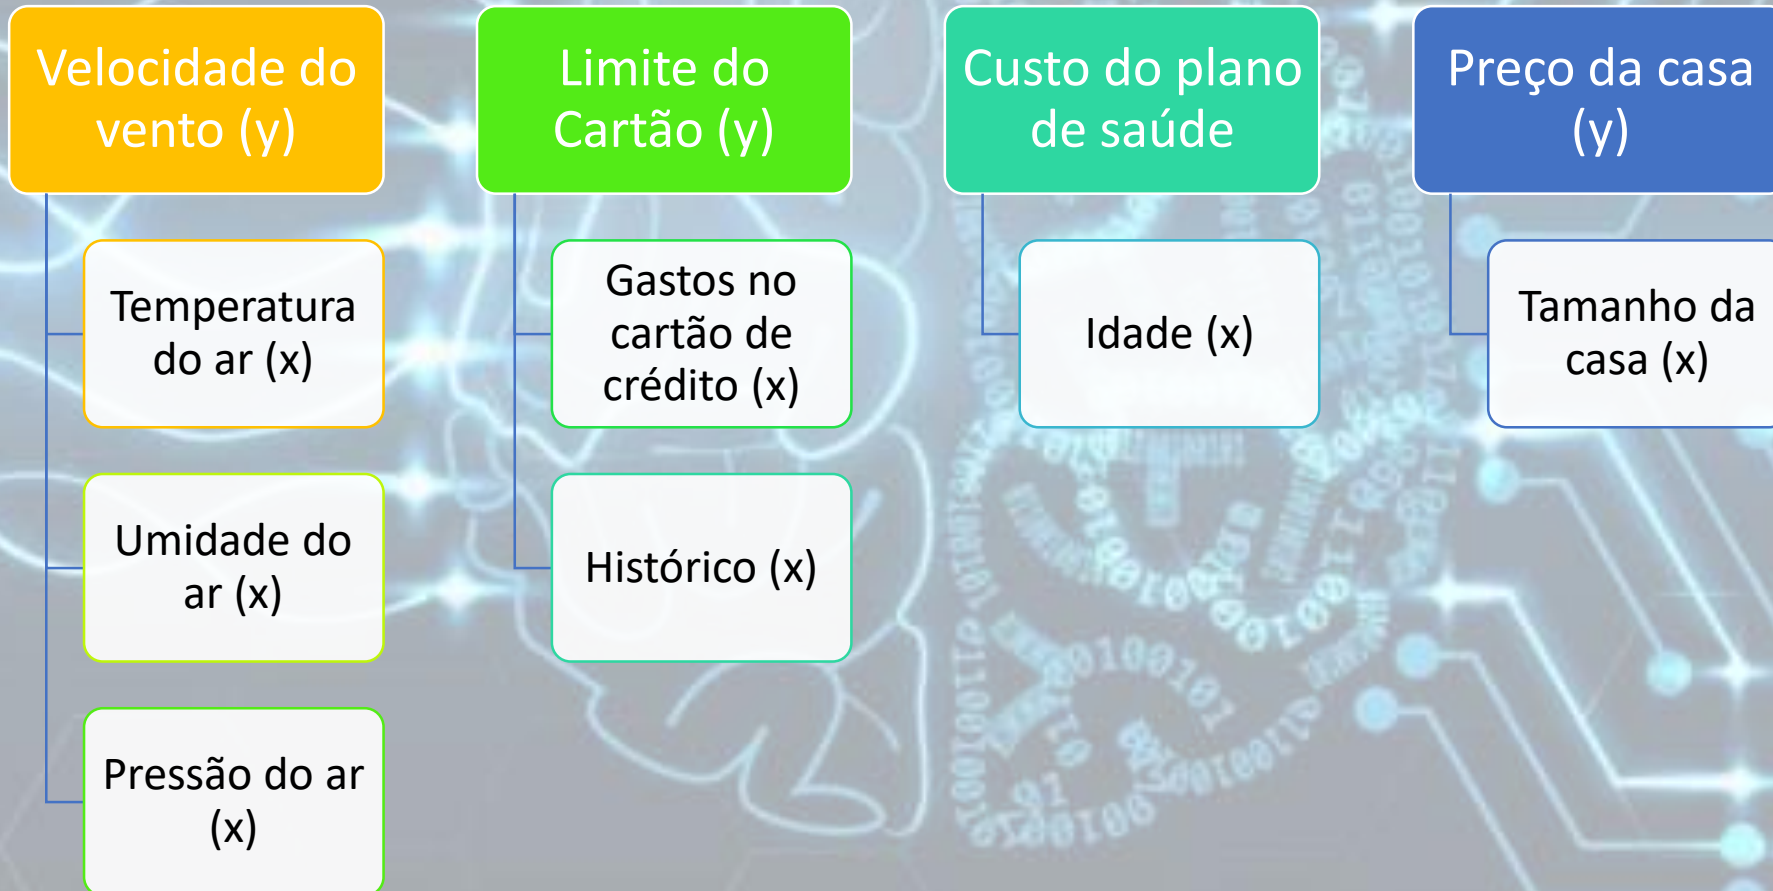 Velocidade do
vento (y)
Temperatura
do ar (x)
Umidade do
ar (x)
Pressão do ar
(x)
Limite do
Cartão (y)
Gastos no
cartão de
crédito (x)
Histórico (x)
Custo do plano
de saúde
Idade (x)
Preço da casa
(y)
Tamanho da
casa (x)